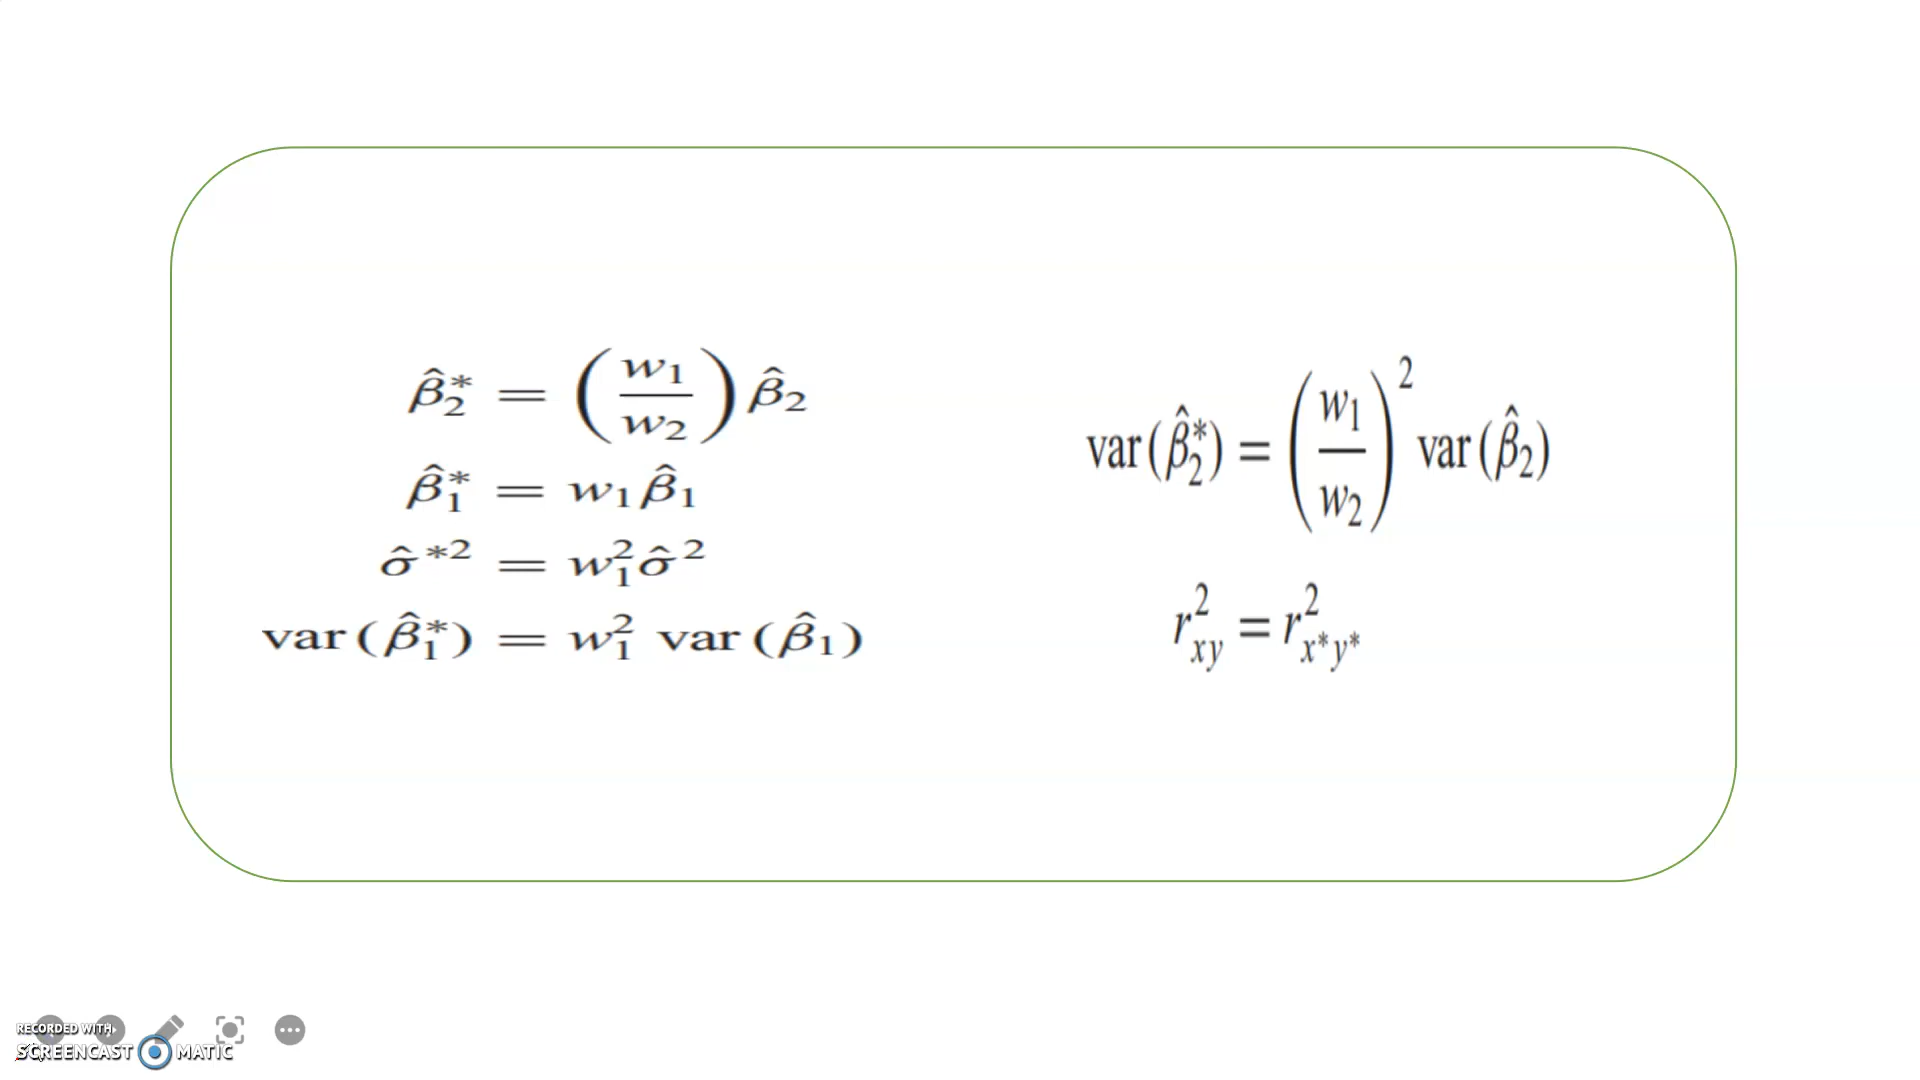 β̂₂* = (w₁/w₂) β̂₂
β̂₁* = w₁β̂₁
σ̂*² = w₁²σ̂²
var (β̂₁*) = w₁² var (β̂₁)
var (β̂₂*) = (w₁/w₂)² var (β̂₂)
r²xy = r²x*y*
RECORDED WITH
SCREENCAST MATIC